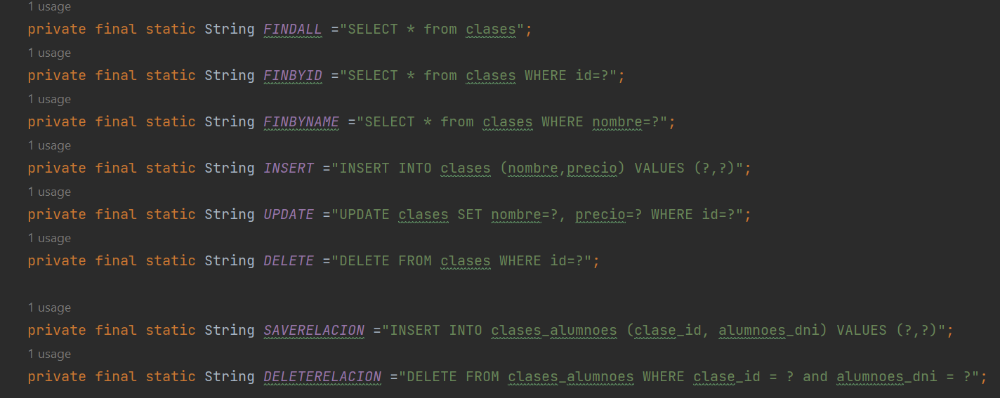 1 usage
private final static String FINDALL ="SELECT * from clases";
1 usage
private final static String FINBYID ="SELECT * from clases WHERE id=?";
1 usage
private final static String FINBYNAME ="SELECT * from clases WHERE nombre=?";
1 usage
private final static String INSERT ="INSERT INTO clases (nombre,precio) VALUES (?,?)";
1 usage
private final static String UPDATE ="UPDATE clases SET nombre=?, precio=? WHERE id=?";
1 usage
private final static String DELETE ="DELETE FROM clases WHERE id=?";
1 usage
private final static String SAVERELACION ="INSERT INTO clases_alumnoes (clase_id, alumnoes_dni) VALUES (?,?)";
1 usage
private final static String DELETERELACION ="DELETE FROM clases_alumnoes WHERE clase_id = ? and alumnoes_dni = ?";